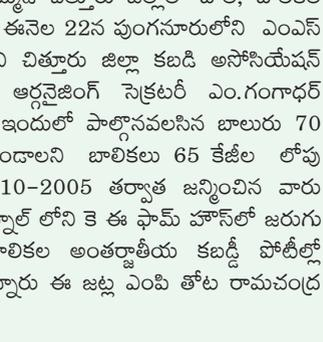 ఈనెల 22న పుంగనూరులోని ఎంఎస్
చిత్తూరు జిల్లా కబడి అసోసియేషన్
ఆర్గనైజింగ్ సెక్రటరీ ఎం.గంగాధర్
ఇందులో పాల్గొనవలసిన బాలురు 70
ండాలని బాలికలు 65 కేజీల లోపు
10-2005 తర్వాత జన్మించిన వారు
్నూల్ లోని కె ఈ ఫామ్ హౌస్‌లో జరుగు
ాలికల అంతర్జాతీయ కబడ్డీ పోటీల్లో
్నారు ఈ జట్ల ఎంపి తోట రామచంద్ర